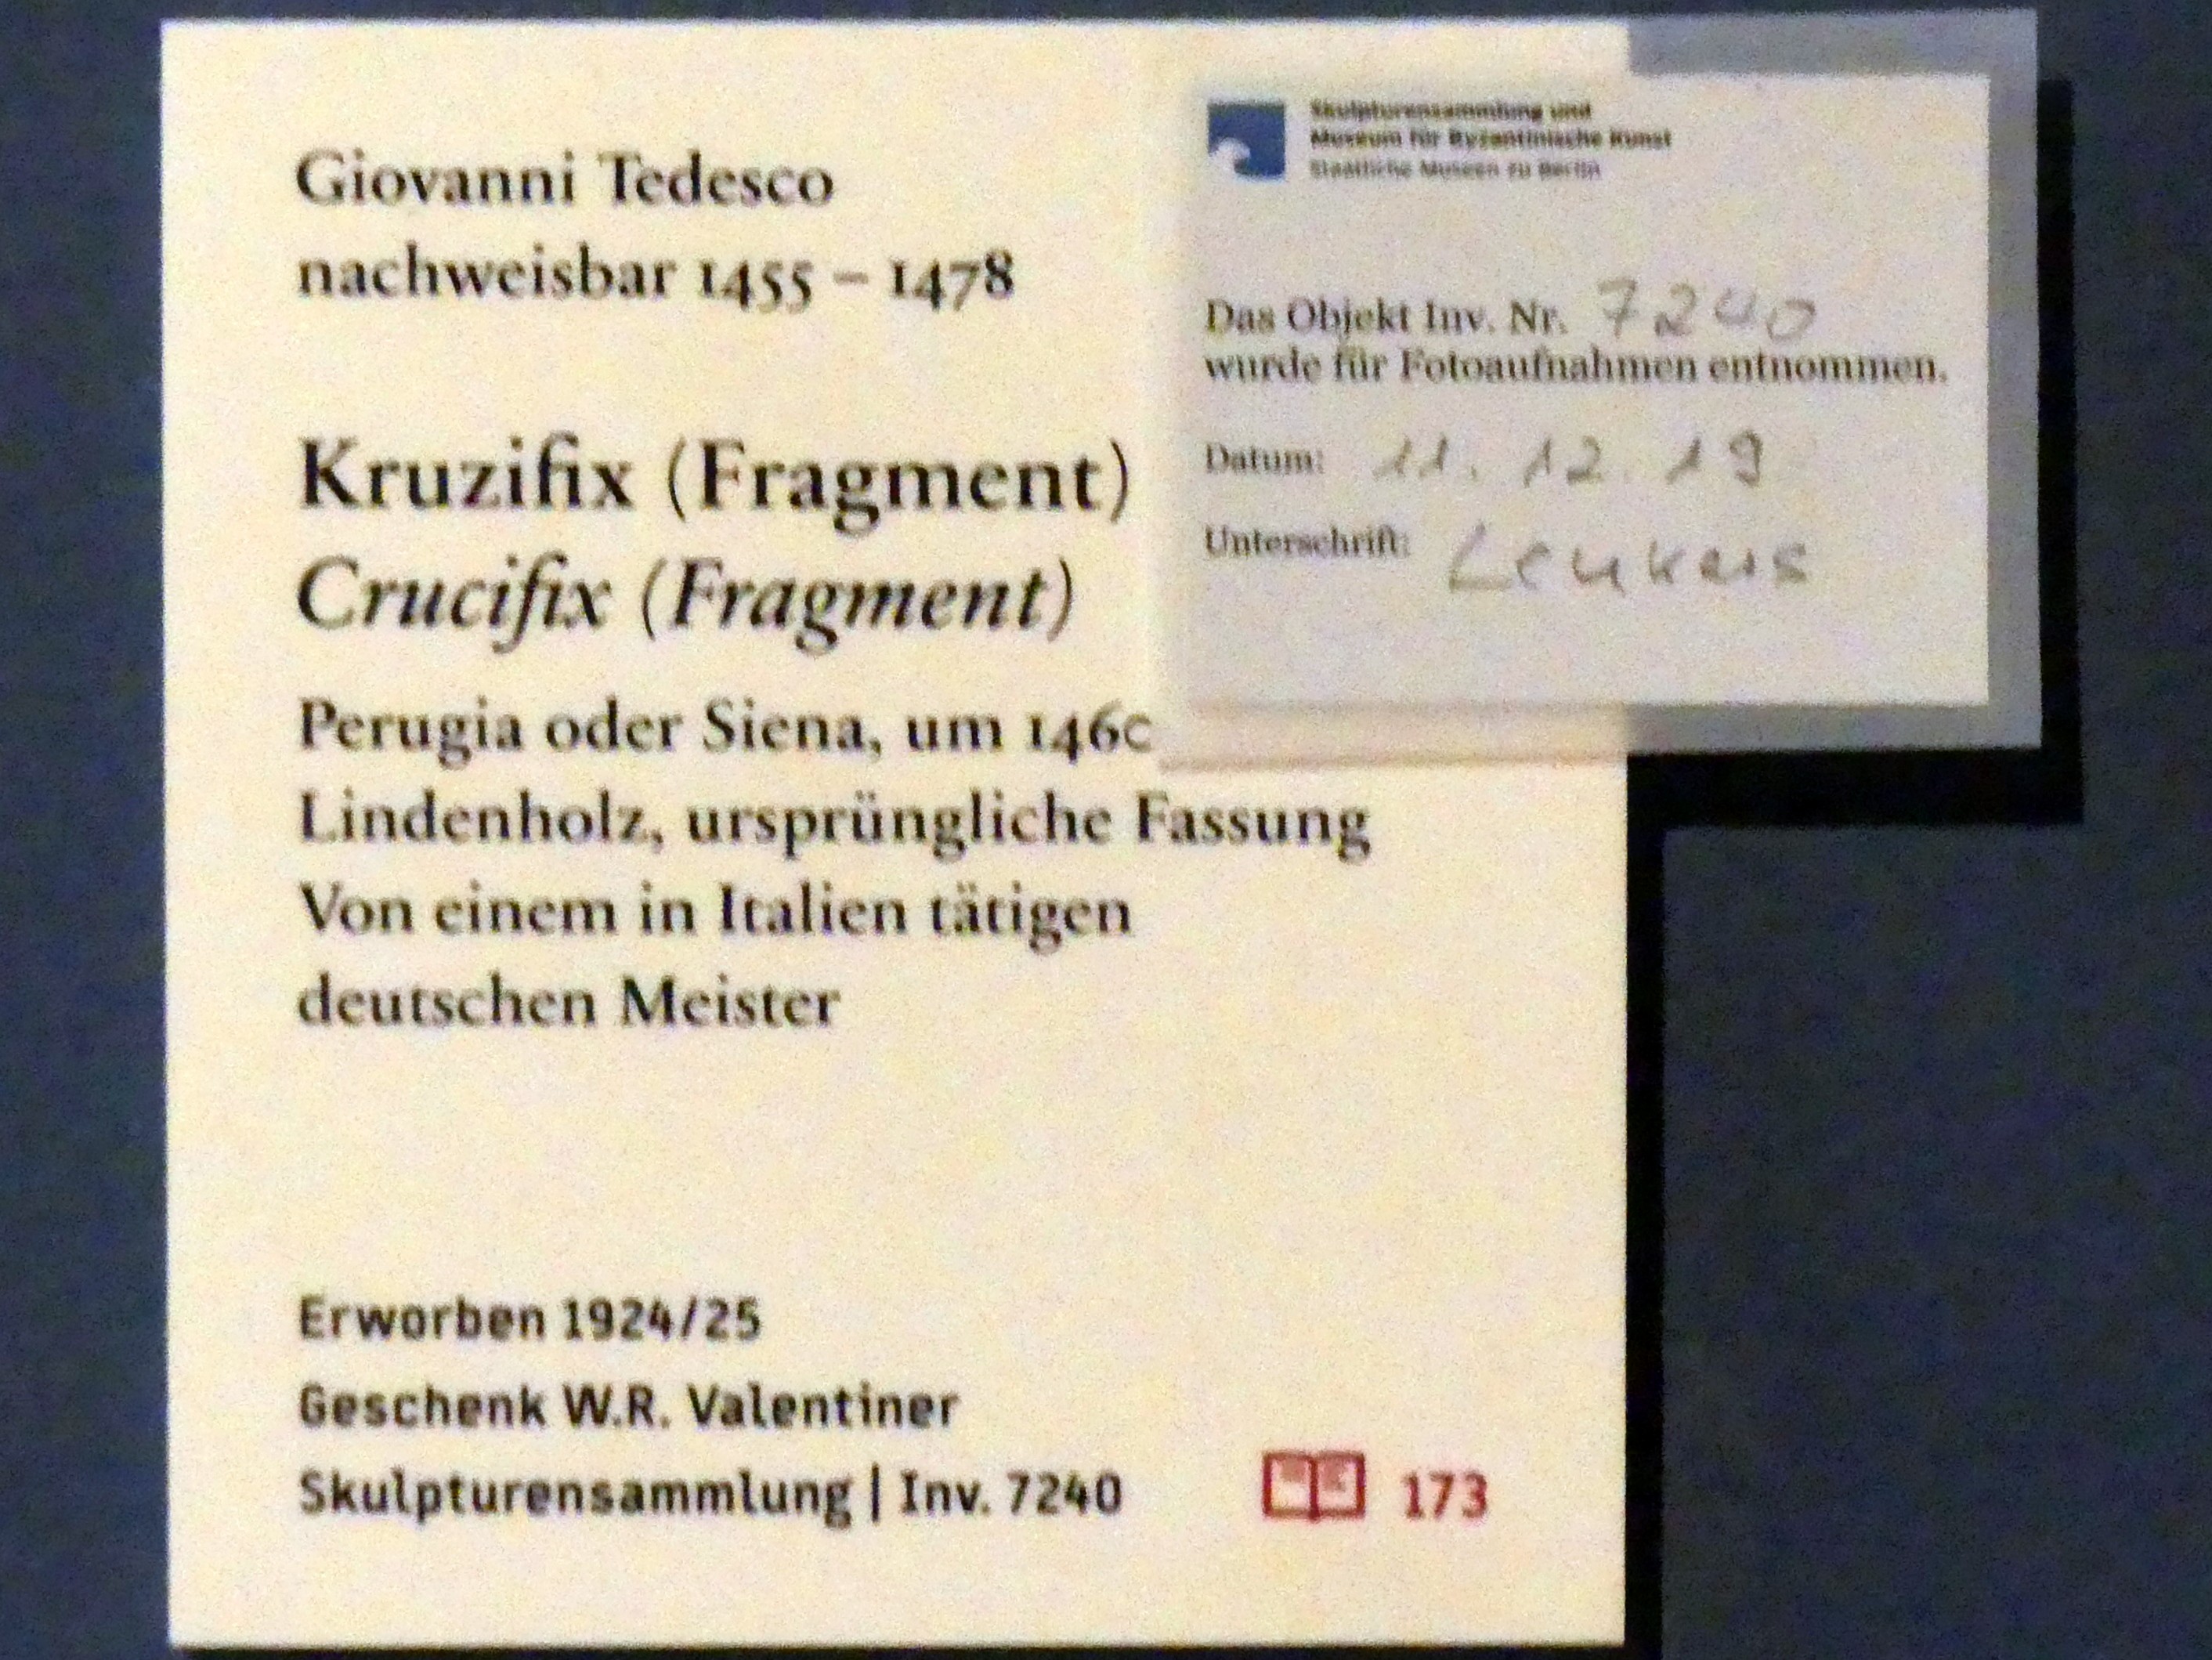 Giovanni Tedesco
nachweisbar 1455 – 1478
Kruzifix (Fragment)
Crucifix (Fragment)
Perugia oder Siena, um 1460
Lindenholz, ursprüngliche Fassung
Von einem in Italien tätigen
deutschen Meister
Erworben 1924/25
Geschenk W.R. Valentiner
Skulpturensammlung | Inv. 7240
173
Skulpturensammlung und
Museum für Byzantinische Kunst
Staatliche Museen zu Berlin
Das Objekt Inv. Nr. 7240
wurde für Fotoaufnahmen entnommen.
Datum: 11.12.19
Unterschrift: